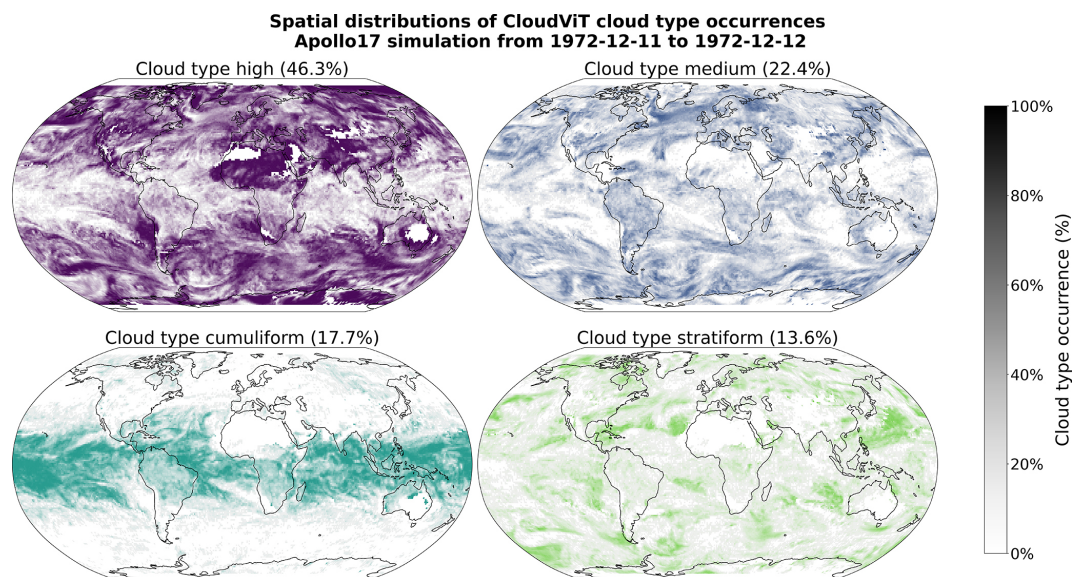 Spatial distributions of CloudViT cloud type occurrences
Apollo17 simulation from 1972-12-11 to 1972-12-12
Cloud type high (46.3%)
Cloud type medium (22.4%)
Cloud type cumuliform (17.7%)
Cloud type stratiform (13.6%)
100%
80%
60%
40%
20%
0%
Cloud type occurrence (%)